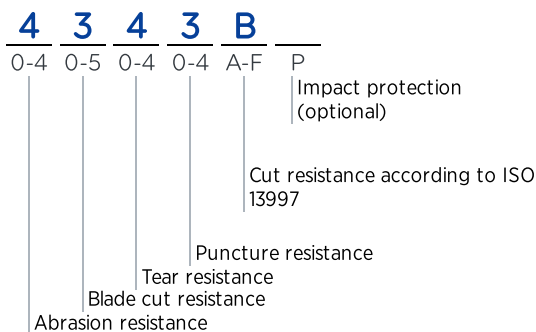 4 3 4 3 B
0-4 0-5 0-4 0-4 A-F P
Impact protection
(optional)
Cut resistance according to ISO
13997
Puncture resistance
Tear resistance
Blade cut resistance
Abrasion resistance